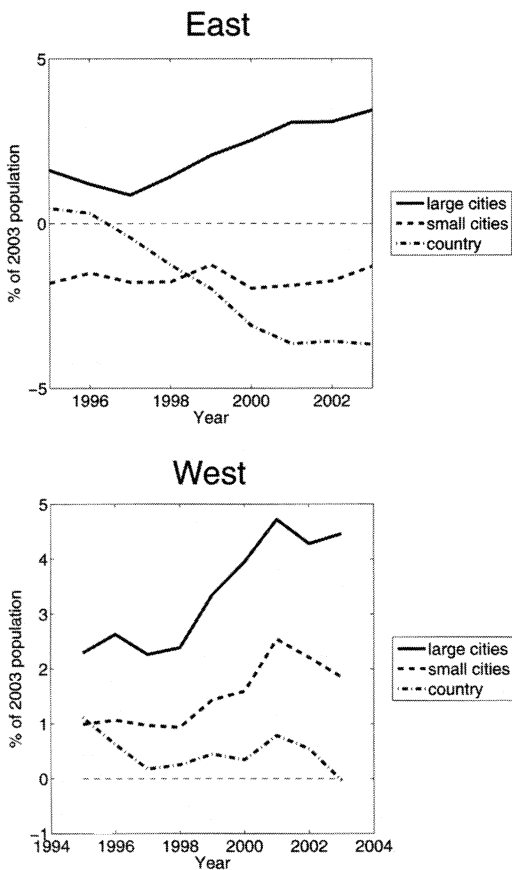 East
5
0
−5
% of 2003 population
1996 1998 2000 2002
Year
large cities
small cities
country
West
5
4
3
2
1
0
−1
% of 2003 population
1994 1996 1998 2000 2002 2004
Year
large cities
small cities
country